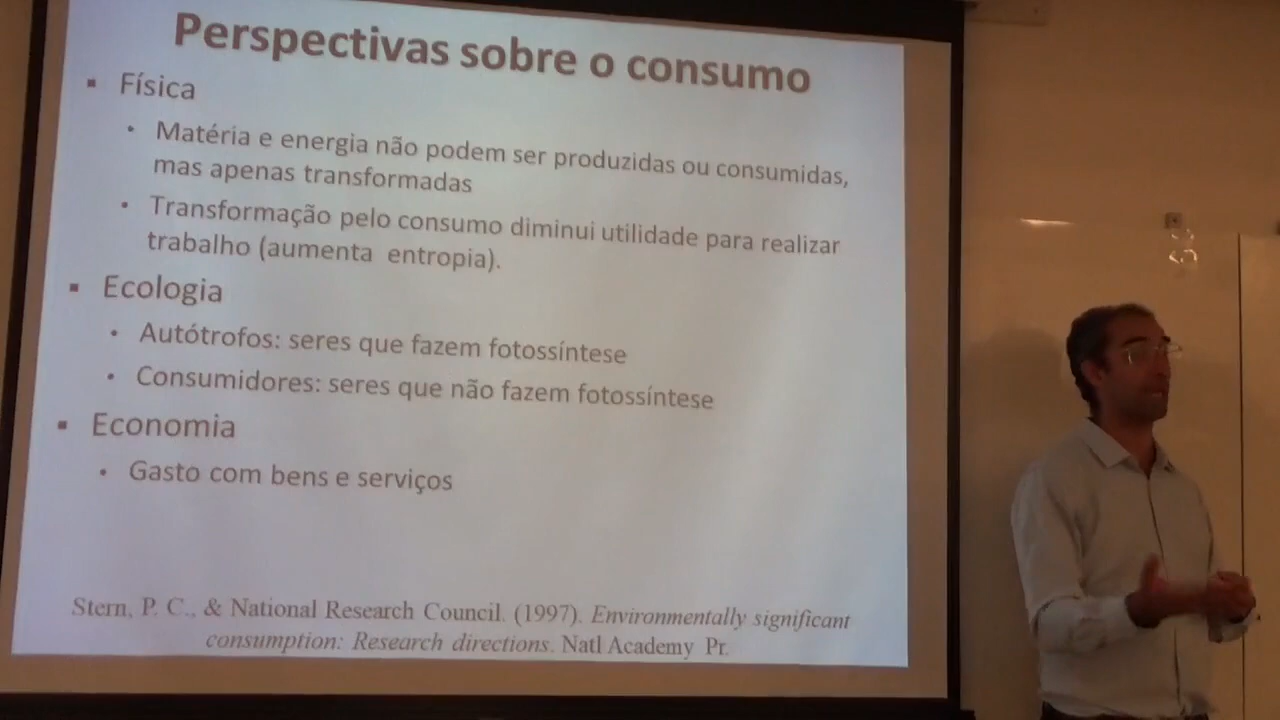 Perspectivas sobre o consumo
▪ Física
• Matéria e energia não podem ser produzidas ou consumidas,
mas apenas transformadas
• Transformação pelo consumo diminui utilidade para realizar
trabalho (aumenta entropia).
▪ Ecologia
• Autótrofos: seres que fazem fotossíntese
• Consumidores: seres que não fazem fotossíntese
▪ Economia
• Gasto com bens e serviços
Stern, P. C., & National Research Council. (1997). Environmentally significant
consumption: Research directions. Natl Academy Pr.